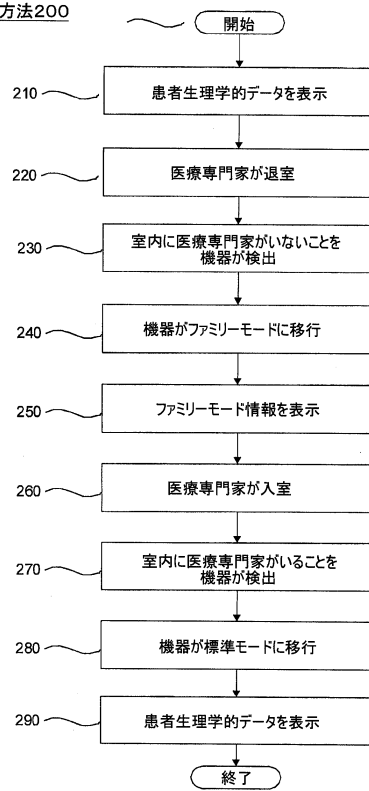 方法200
開始
210
患者生理学的データを表示
220
医療専門家が退室
230
室内に医療専門家がいないことを
機器が検出
240
機器がファミリーモードに移行
250
ファミリーモード情報を表示
260
医療専門家が入室
270
室内に医療専門家がいることを
機器が検出
280
機器が標準モードに移行
290
患者生理学的データを表示
終了